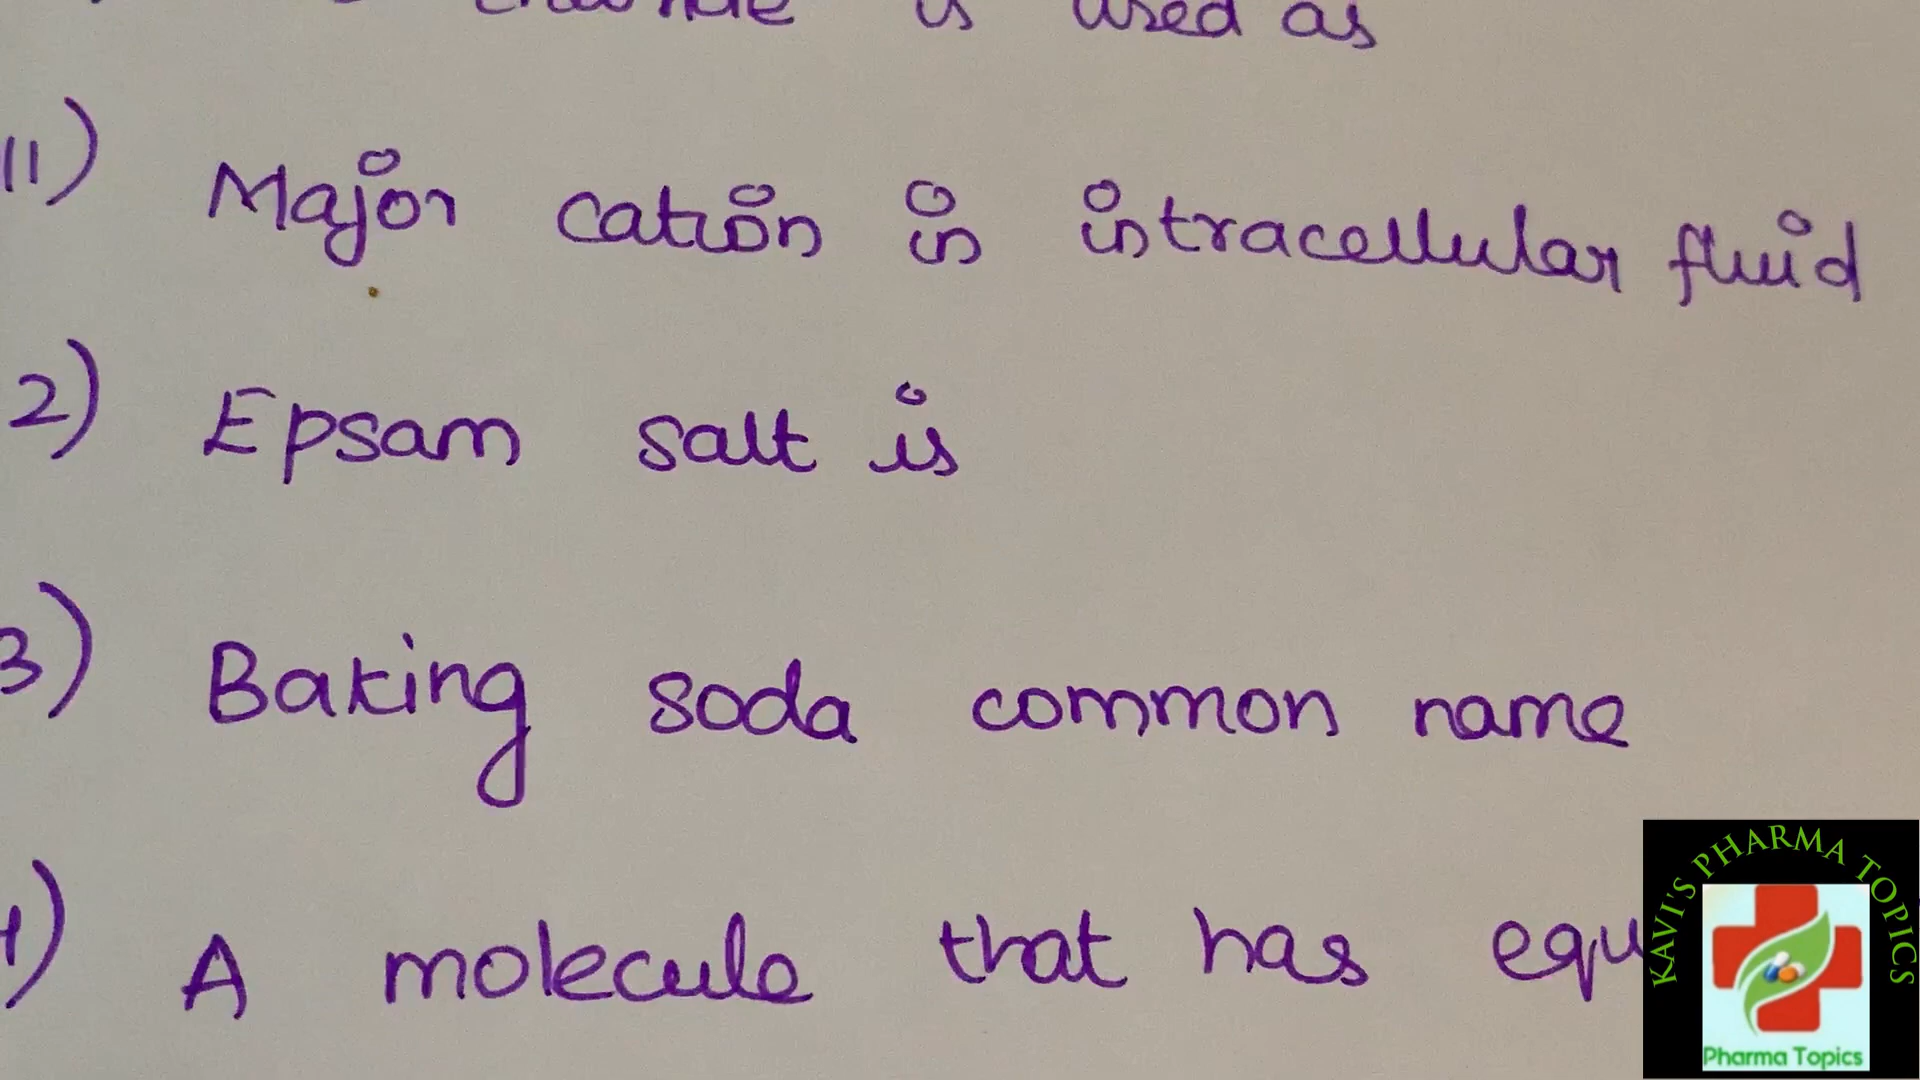 is used as
11) Major cation in intracellular fluid
2) Epsam salt is
3) Baking soda common name
) A molecule that has equ
KAVI'S PHARMA TOPICS
Pharma Topics